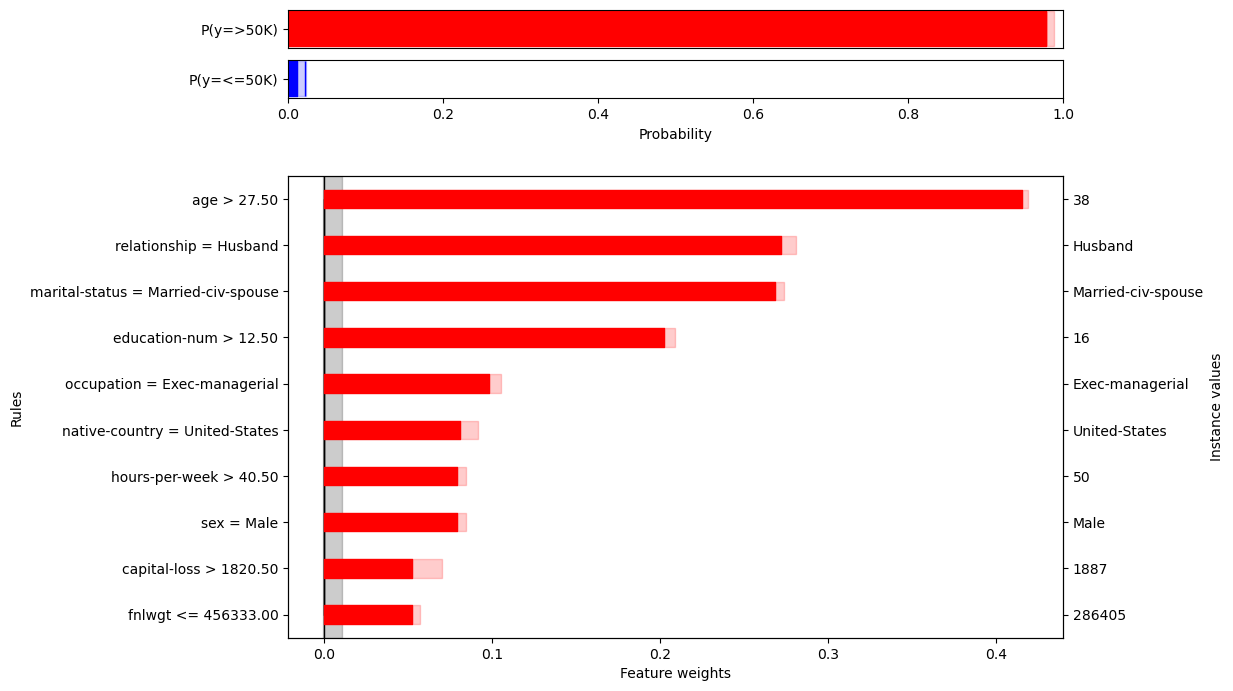 P(y=>50K)
P(y=<=50K)
0.0 0.2 0.4 0.6 0.8 1.0
Probability
Rules
age > 27.50 38
relationship = Husband Husband
marital-status = Married-civ-spouse Married-civ-spouse
education-num > 12.50 16
occupation = Exec-managerial Exec-managerial
native-country = United-States United-States
hours-per-week > 40.50 50
sex = Male Male
capital-loss > 1820.50 1887
fnlwgt <= 456333.00 286405
Instance values
0.0 0.1 0.2 0.3 0.4
Feature weights